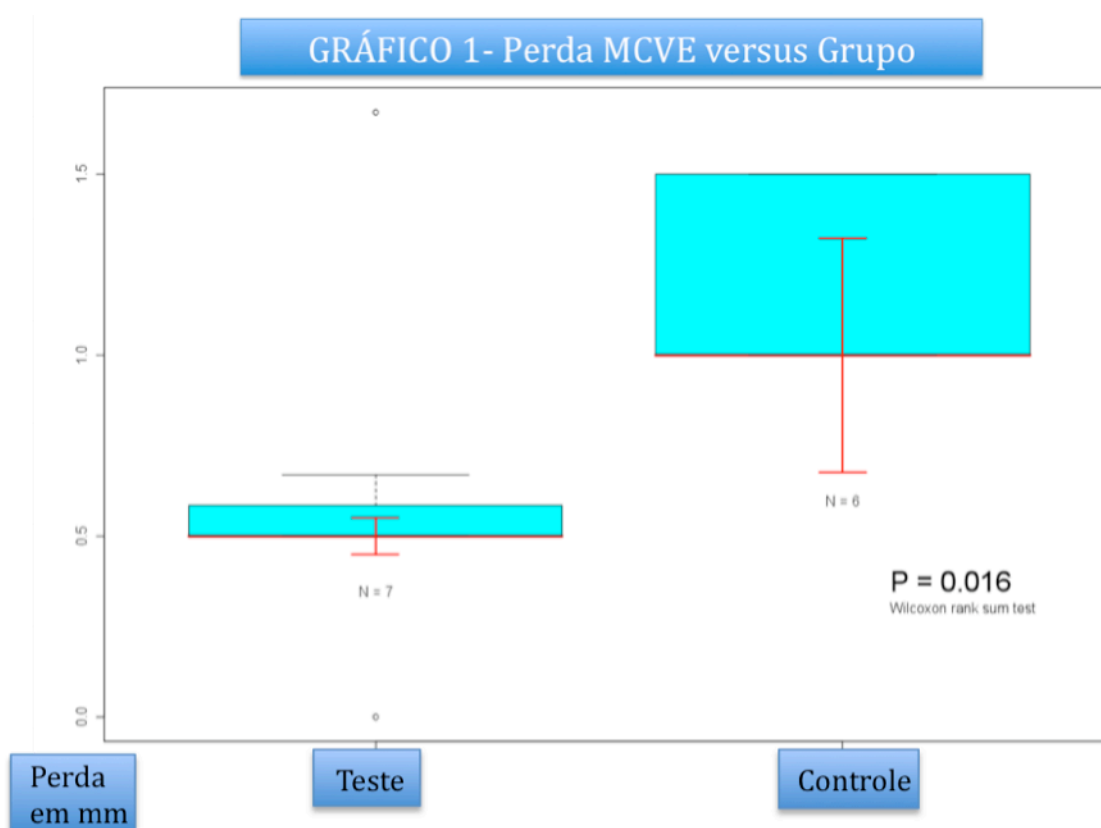 GRÁFICO 1- Perda MCVE versus Grupo
1.5
1.0
0.5
0.0
N = 7
N = 6
P = 0.016
Wilcoxon rank sum test
Perda
em mm
Teste
Controle